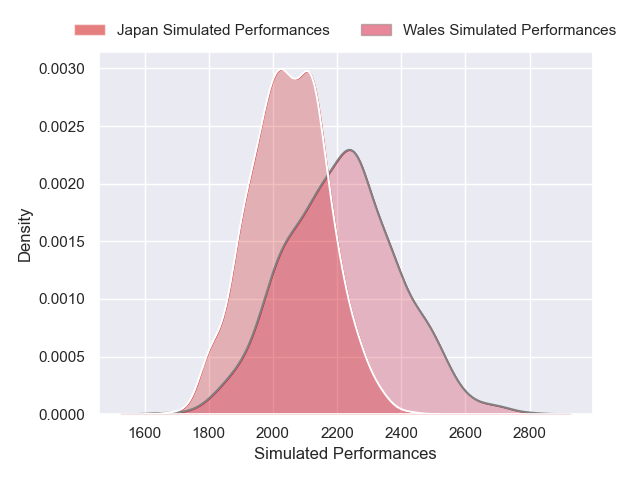 Japan Simulated Performances Wales Simulated Performances
0.0030
0.0025
0.0020
0.0015
0.0010
0.0005
0.0000
Density
1600 1800 2000 2200 2400 2600 2800
Simulated Performances